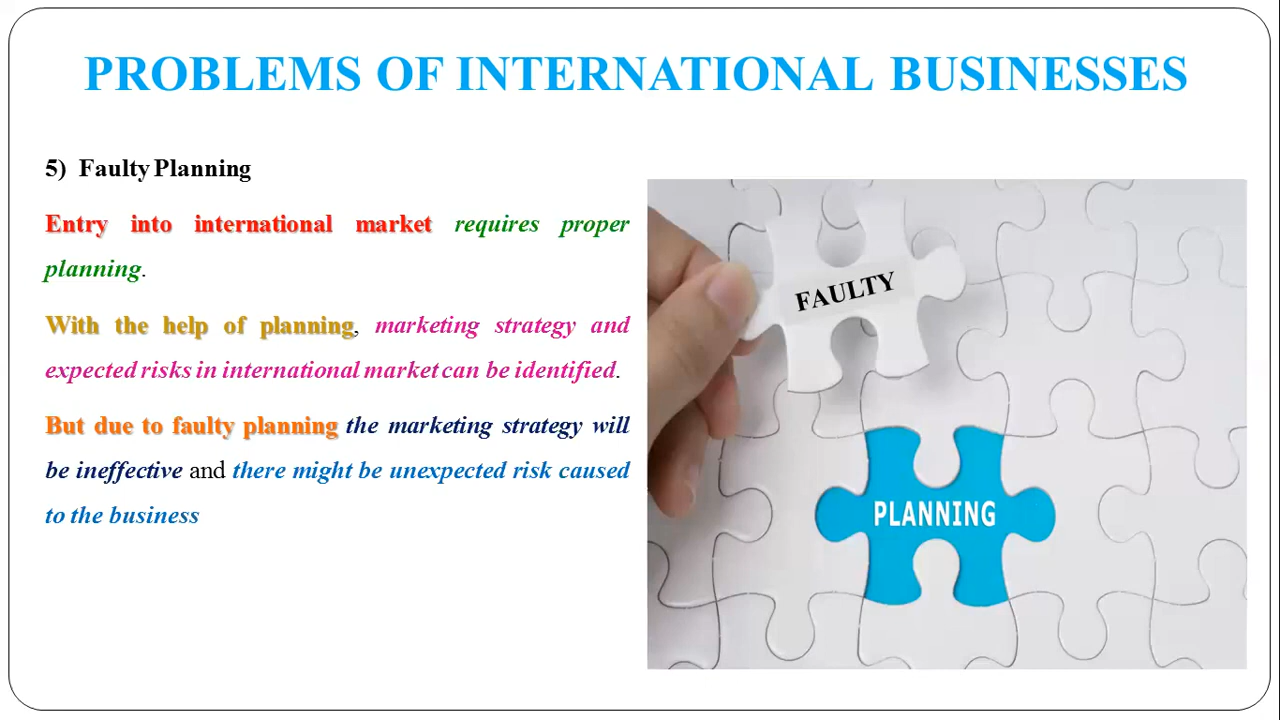 PROBLEMS OF INTERNATIONAL BUSINESSES
5) Faulty Planning
Entry into international market requires proper
planning.
With the help of planning, marketing strategy and
expected risks in international market can be identified.
But due to faulty planning the marketing strategy will
be ineffective and there might be unexpected risk caused
to the business
FAULTY
PLANNING